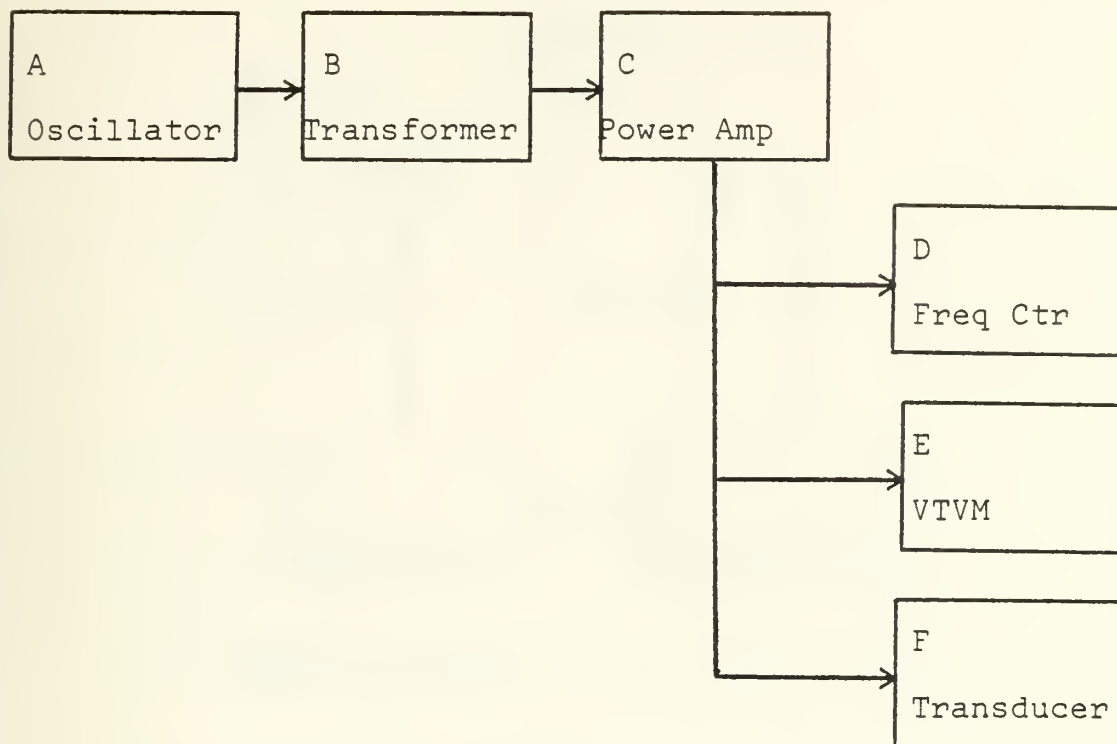 A
Oscillator
B
Transformer
C
Power Amp
D
Freq Ctr
E
VTVM
F
Transducer